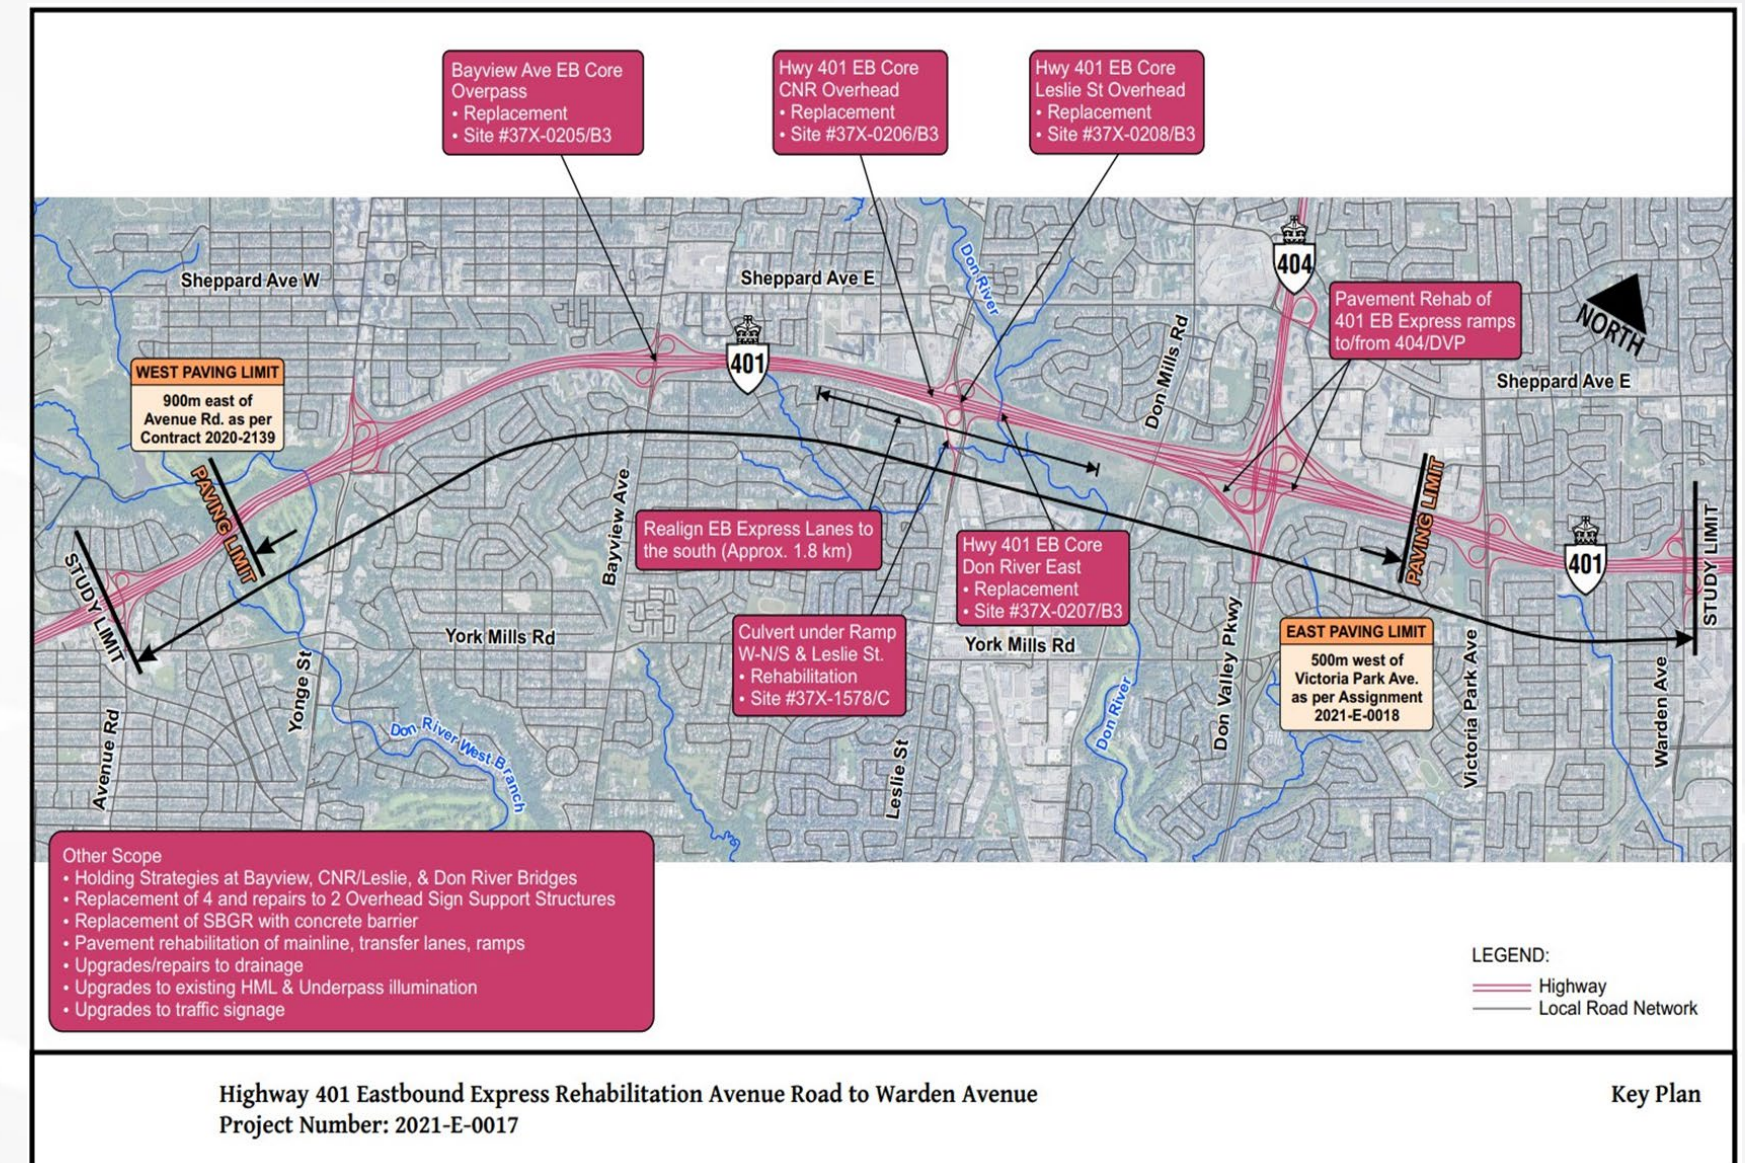 Bayview Ave EB Core
Overpass
• Replacement
• Site #37X-0205/B3
Hwy 401 EB Core
CNR Overhead
• Replacement
• Site #37X-0206/B3
Hwy 401 EB Core
Leslie St Overhead
• Replacement
• Site #37X-0208/B3
Sheppard Ave W
Sheppard Ave E
Don River
404
Pavement Rehab of
401 EB Express ramps
to/from 404/DVP
NORTH
401
Don Mills Rd
Sheppard Ave E
WEST PAVING LIMIT
900m east of
Avenue Rd. as per
Contract 2020-2139
PAVING LIMIT
STUDY LIMIT
Bayview Ave
Realign EB Express Lanes to
the south (Approx. 1.8 km)
Hwy 401 EB Core
Don River East
• Replacement
• Site #37X-0207/B3
PAVING LIMIT
401
STUDY LIMIT
York Mills Rd
Culvert under Ramp
W-N/S & Leslie St.
• Rehabilitation
• Site #37X-1578/C
York Mills Rd
EAST PAVING LIMIT
500m west of
Victoria Park Ave.
as per Assignment
2021-E-0018
Avenue Rd
Yonge St
Don River West Branch
Leslie St
Don River
Don Valley Pkwy
Victoria Park Ave
Warden Ave
Other Scope
• Holding Strategies at Bayview, CNR/Leslie, & Don River Bridges
• Replacement of 4 and repairs to 2 Overhead Sign Support Structures
• Replacement of SBGR with concrete barrier
• Pavement rehabilitation of mainline, transfer lanes, ramps
• Upgrades/repairs to drainage
• Upgrades to existing HML & Underpass illumination
• Upgrades to traffic signage
LEGEND:
Highway
Local Road Network
Highway 401 Eastbound Express Rehabilitation Avenue Road to Warden Avenue
Project Number: 2021-E-0017
Key Plan